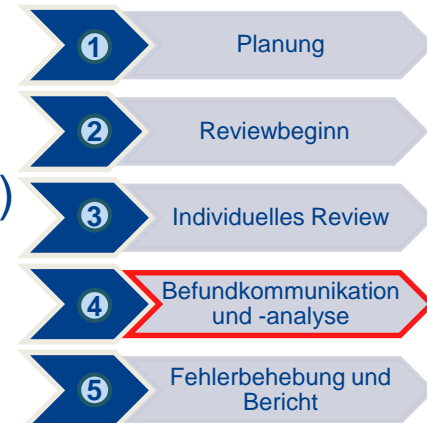 1 Planung
2 Reviewbeginn
)
3 Individuelles Review
4 Befundkommunikation
und -analyse
5 Fehlerbehebung und
Bericht